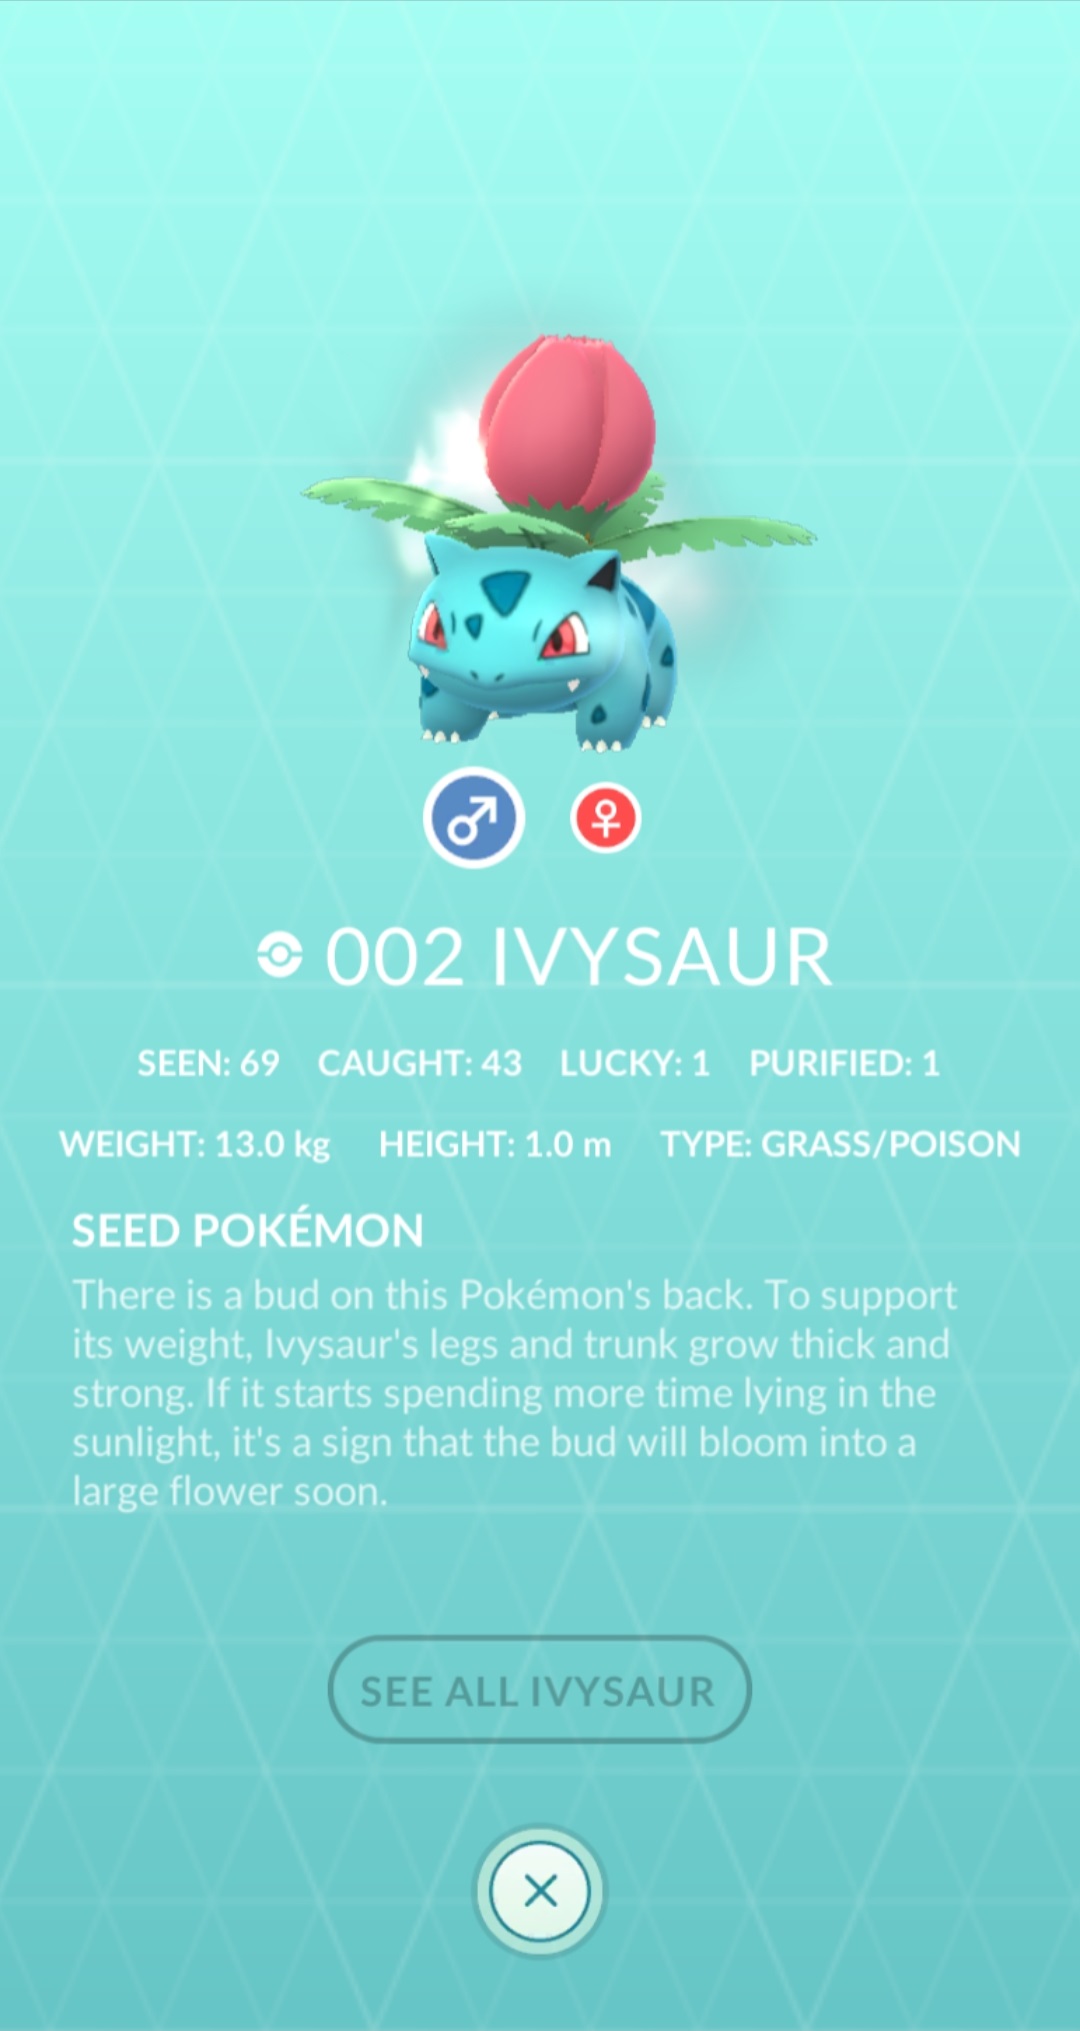 002 IVYSAUR
SEEN: 69 CAUGHT: 43 LUCKY: 1 PURIFIED: 1
WEIGHT: 13.0 kg HEIGHT: 1.0 m TYPE: GRASS/POISON
SEED POKÉMON
There is a bud on this Pokémon's back. To support
its weight, Ivysaur's legs and trunk grow thick and
strong. If it starts spending more time lying in the
sunlight, it's a sign that the bud will bloom into a
large flower soon.
SEE ALL IVYSAUR